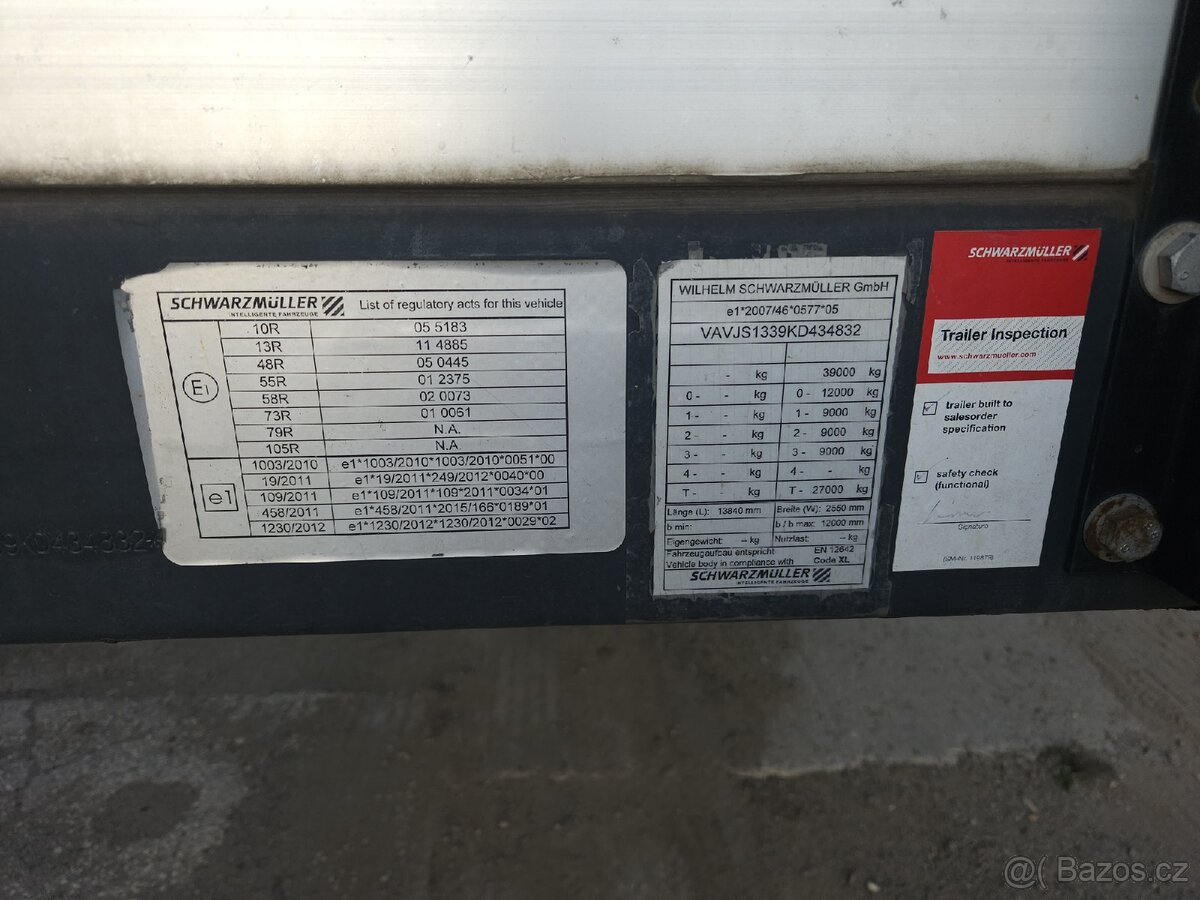 SCHWARZMÜLLER
INTELLIGENTE FAHRZEUGE
List of regulatory acts for this vehicle
E1
10R 05 5183
13R 11 4885
48R 05 0445
55R 01 2375
58R 02 0073
73R 01 0061
79R N.A.
105R N.A
e1
1003/2010 e1*1003/2010*1003/2010*0051*00
19/2011 e1*19/2011*249/2012*0040*00
109/2011 e1*109/2011*109*2011*0034*01
458/2011 e1*458/2011*2015/166*0189*01
1230/2012 e1*1230/2012*1230/2012*0029*02
WILHELM SCHWARZMÜLLER GmbH
e1*2007/46*0577*05
VAVJS1339KD434832
- kg 39000 kg
0 - - kg 0 - 12000 kg
1 - - kg 1 - 9000 kg
2 - - kg 2 - 9000 kg
3 - - kg 3 - 9000 kg
4 - - kg 4 - - kg
T - - kg T - 27000 kg
Länge (L): 13840 mm Breite (W): 2550 mm
b min: b / b max: 12000 mm
Eigengewicht: -- kg Nutzlast: -- kg
Fahrzeugaufbau entspricht EN 12642
Vehicle body in compliance with Code XL
SCHWARZMÜLLER
INTELLIGENTE FAHRZEUGE
SCHWARZMÜLLER
INTELLIGENTE FAHRZEUGE
Trailer Inspection
www.schwarzmueller.com
trailer built to
salesorder
specification
safety check
(functional)
Signature
@( Bazos.cz